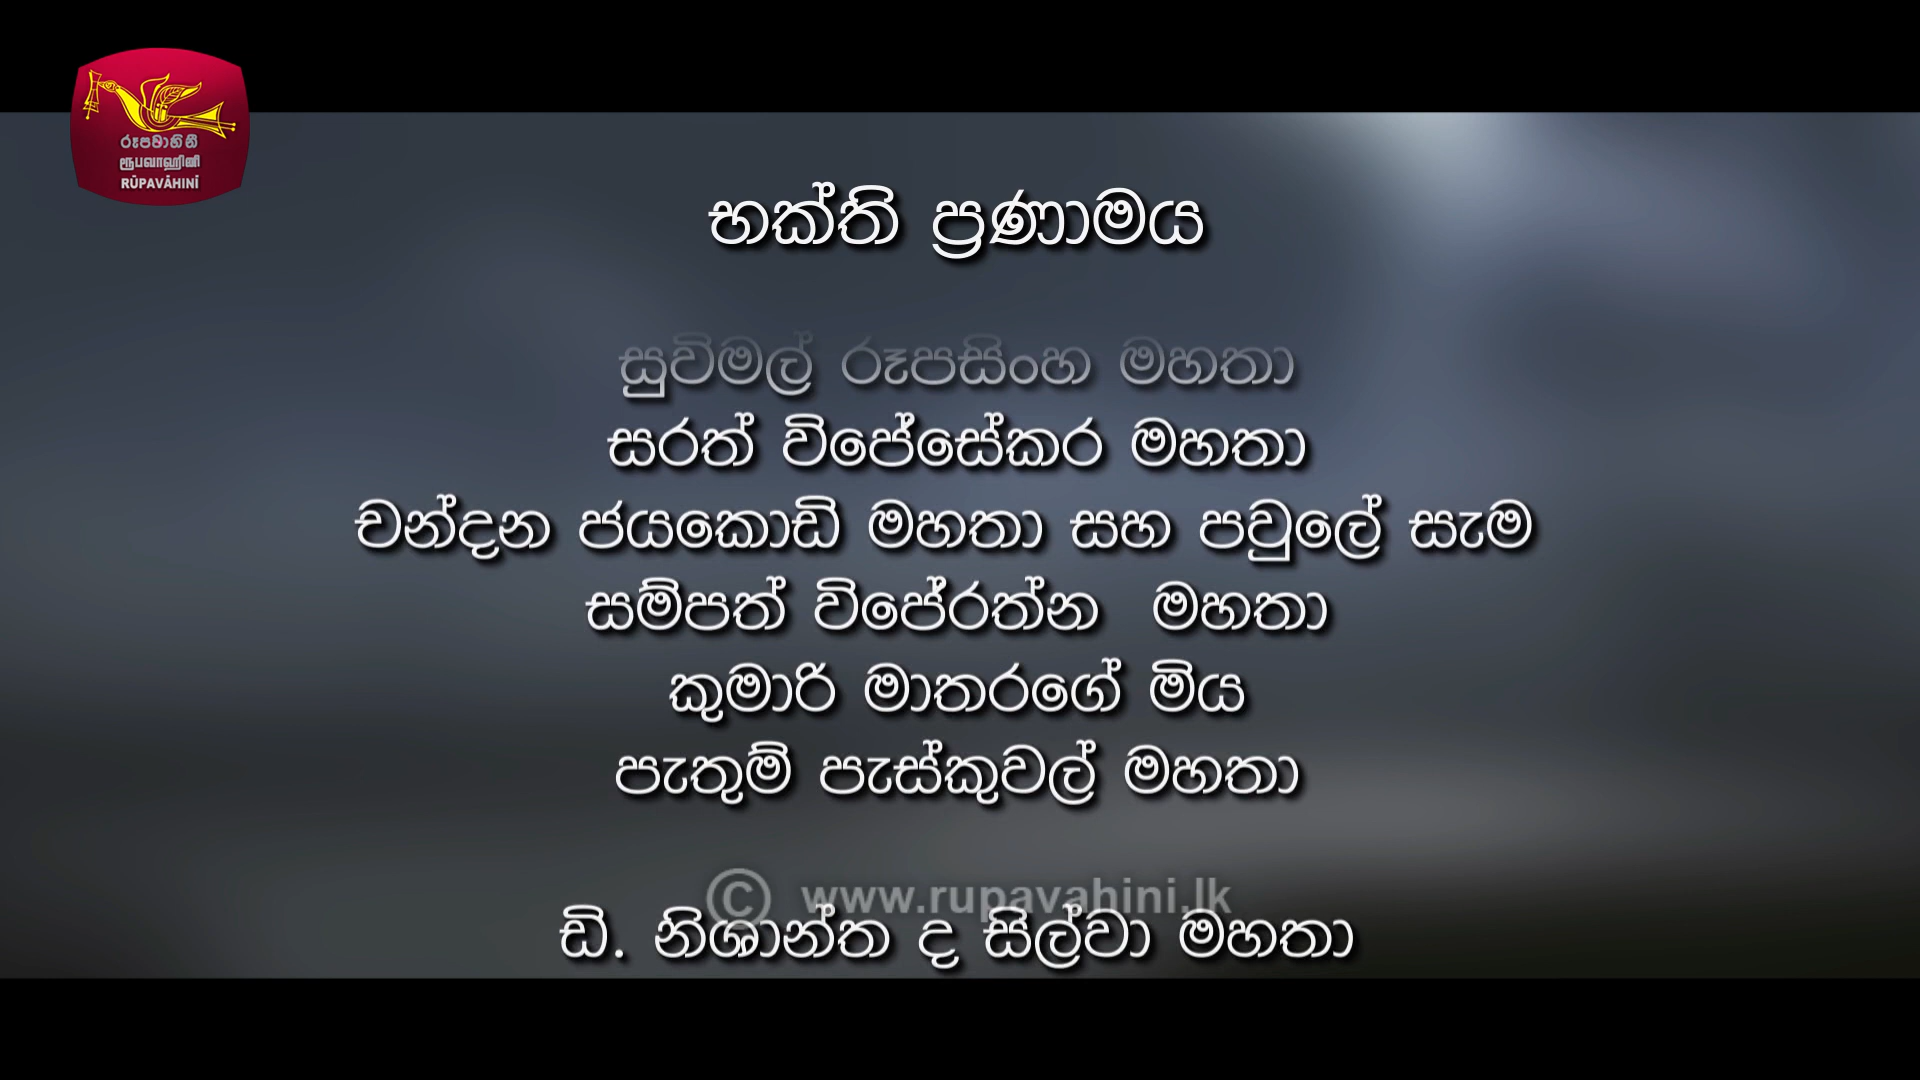 රූපවාහිනී
ரூபவாஹினி
RŪPAVĀHINĪ
භක්ති ප්‍රණාමය
සුවිමල් රූපසිංහ මහතා
සරත් විජේසේකර මහතා
චන්දන ජයකොඩි මහතා සහ පවුලේ සැම
සම්පත් විජේරත්න මහතා
කුමාරි මාතරගේ මිය
පැතුම් පැස්කුවල් මහතා
© www.rupavahini.lk
ඩි. නිශාන්ත ද සිල්වා මහතා